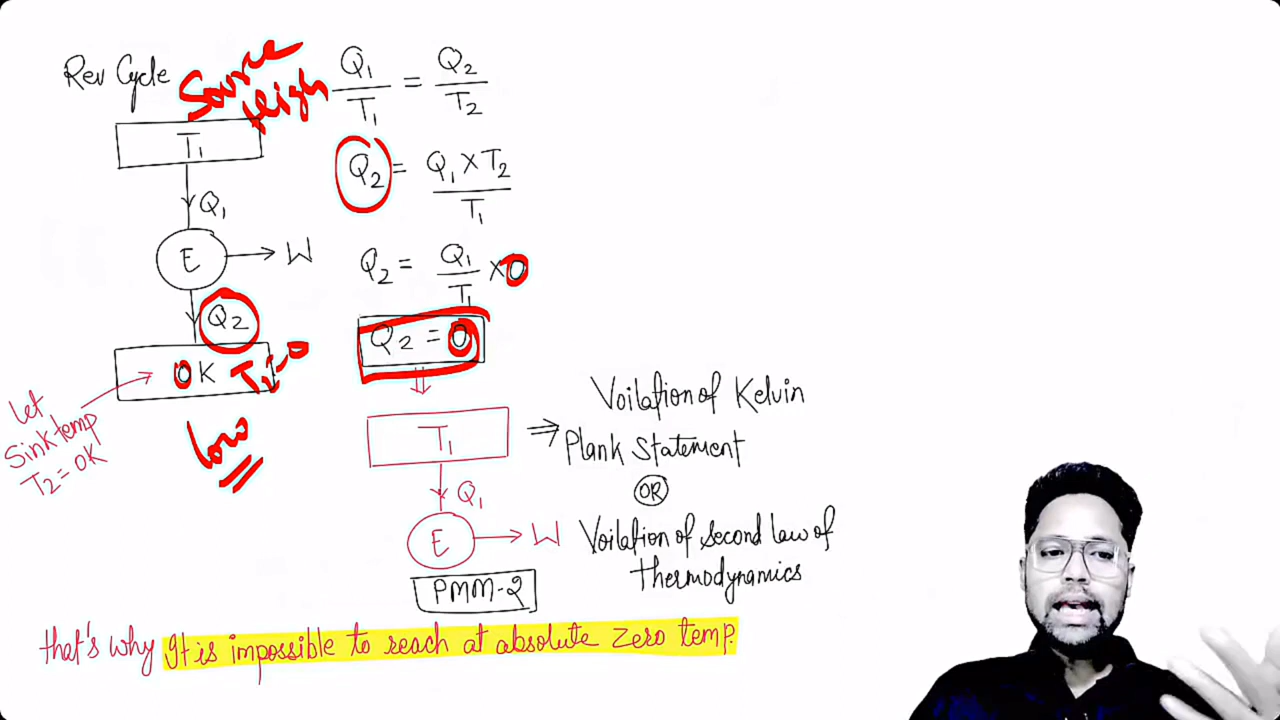 Rev Cycle
Source
High
T1
Q1
E → W
Q2
0K T2=0
Low
Let
Sink temp
T2=0K
Q1/T1 = Q2/T2
Q2 = Q1×T2/T1
Q2 = Q1/T1 ×0
Q2 = 0
T1
Q1
E → W
PMM-2
⇒ Voilation of Kelvin
Plank Statement
OR
Voilation of second law of
thermodynamics
that's why It is impossible to reach at absolute zero temp.